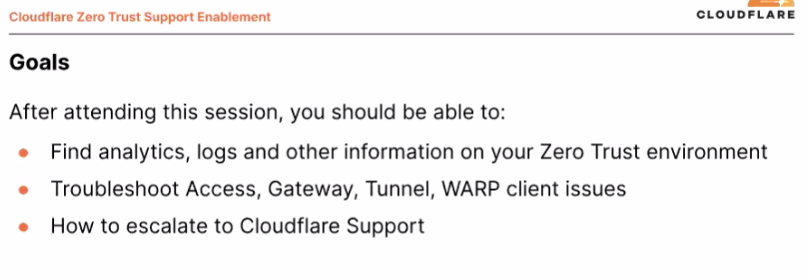 Cloudflare Zero Trust Support Enablement
CLOUDFLARE
Goals
After attending this session, you should be able to:
• Find analytics, logs and other information on your Zero Trust environment
• Troubleshoot Access, Gateway, Tunnel, WARP client issues
• How to escalate to Cloudflare Support